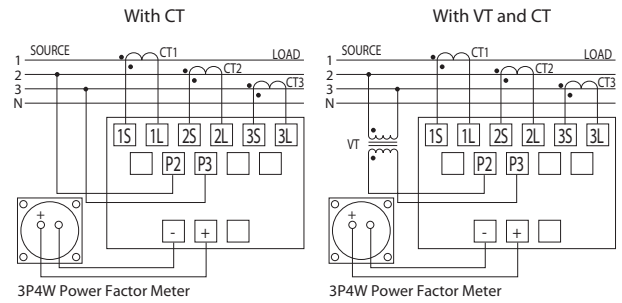 With CT
With VT and CT
SOURCE
LOAD
1
2
3
N
CT1
CT2
CT3
1S 1L 2S 2L 3S 3L
P2 P3
- +
+
3P4W Power Factor Meter
SOURCE
LOAD
1
2
3
N
CT1
CT2
CT3
VT
1S 1L 2S 2L 3S 3L
P2 P3
- +
+
3P4W Power Factor Meter